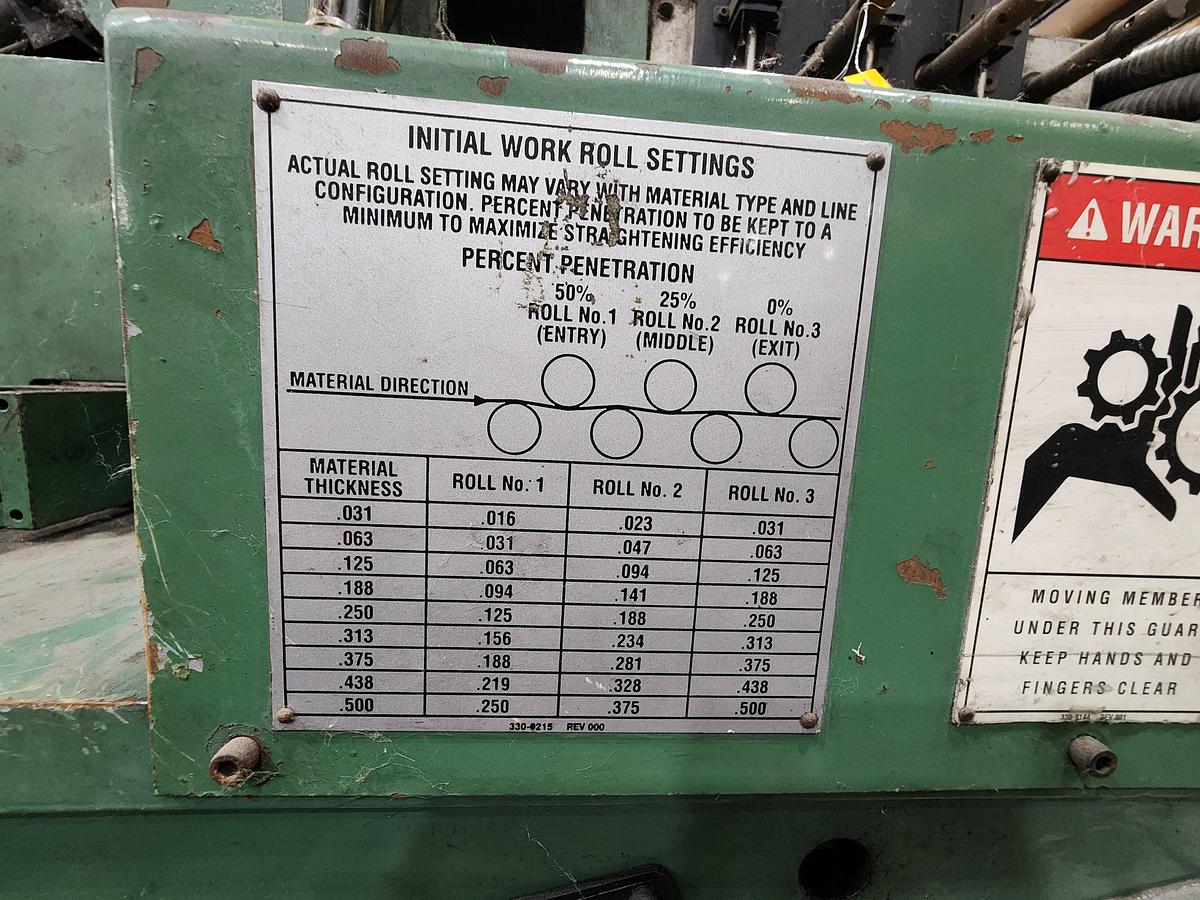 INITIAL WORK ROLL SETTINGS
ACTUAL ROLL SETTING MAY VARY WITH MATERIAL TYPE AND LINE
CONFIGURATION. PERCENT PENETRATION TO BE KEPT TO A
MINIMUM TO MAXIMIZE STRAIGHTENING EFFICIENCY
PERCENT PENETRATION
50% 25% 0%
ROLL No.1 ROLL No.2 ROLL No.3
(ENTRY) (MIDDLE) (EXIT)
MATERIAL DIRECTION
MATERIAL THICKNESS ROLL No. 1 ROLL No. 2 ROLL No. 3
.031 .016 .023 .031
.063 .031 .047 .063
.125 .063 .094 .125
.188 .094 .141 .188
.250 .125 .188 .250
.313 .156 .234 .313
.375 .188 .281 .375
.438 .219 .328 .438
.500 .250 .375 .500
330-8215 REV 000
WAR
MOVING MEMBER
UNDER THIS GUAR
KEEP HANDS AND
FINGERS CLEAR
REV 001